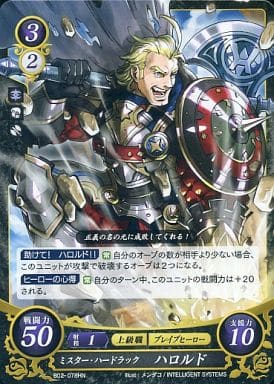 3
2
正義の名の元に成敗してくれる!
助けて! ハロルド!! 常 自分のオーブの数が相手より少ない場合、
このユニットが攻撃で破壊するオーブは2つになる。
ヒーローの心得 常 自分のターン中、このユニットの戦闘力は+20
される。
戦闘力
50
射程
1
上級職
ブレイブヒーロー
支援力
10
ミスター・ハードラック ハロルド
B02-078HN
Illust:メンデコ / INTELLIGENT SYSTEMS